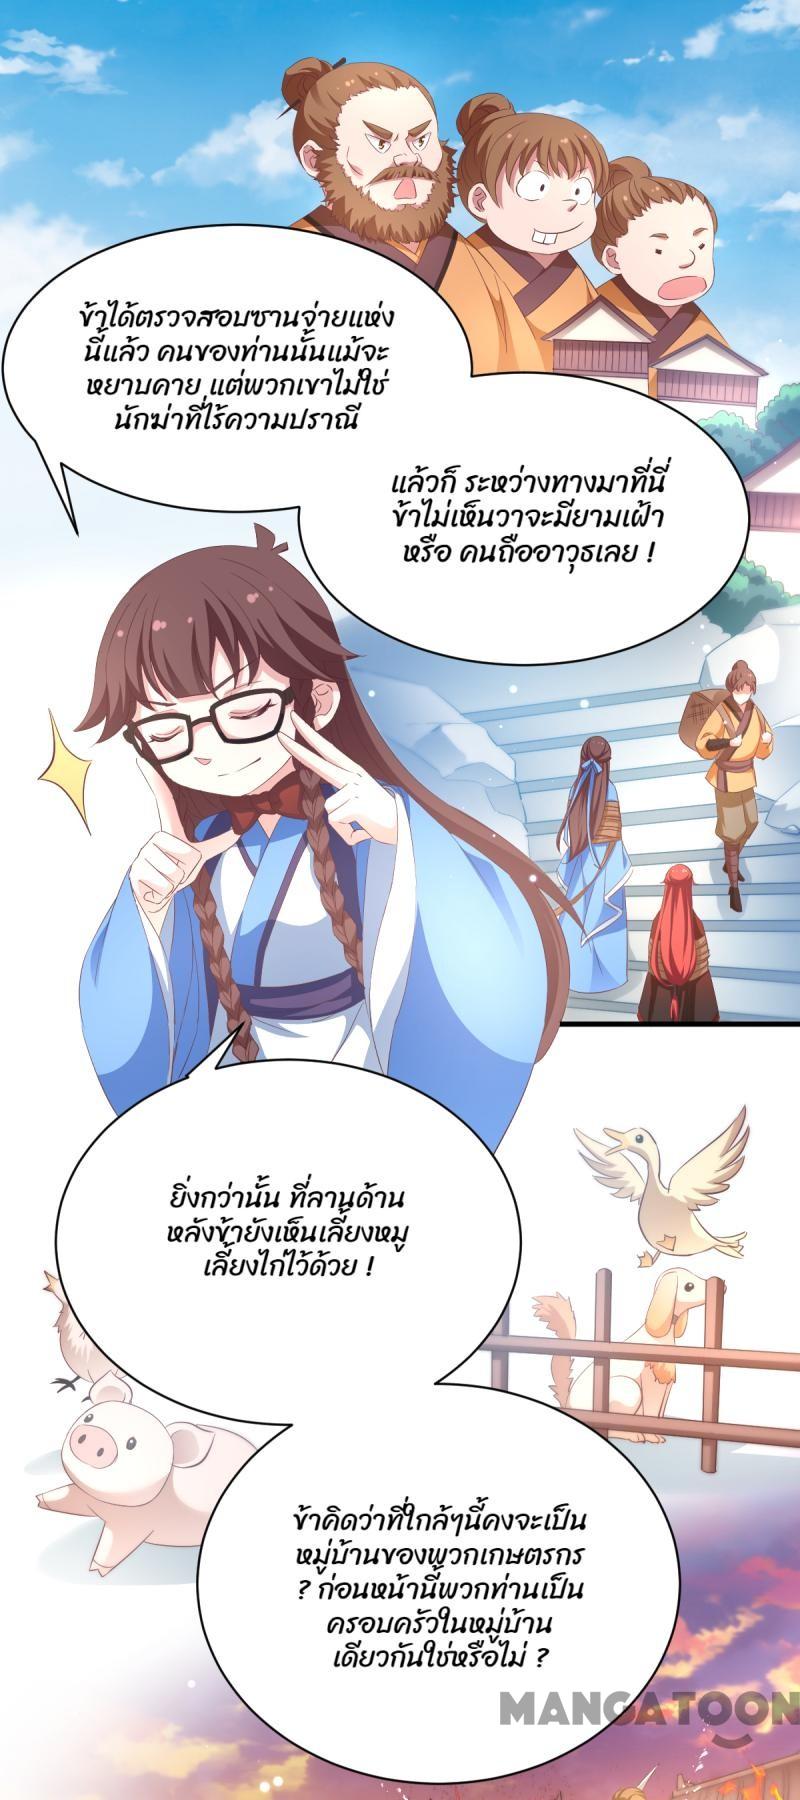 ข้าได้ตรวจสอบซานจ่ายแห่ง
นี้แล้ว คนของท่านนั้นแม้จะ
หยาบคาย แต่พวกเขาไม่ใช่
นักฆ่าที่ไร้ความปราณี
แล้วก็ ระหว่างทางมาที่นี่
ข้าไม่เห็นวาจะมียามเฝ้า
หรือ คนถืออาวุธเลย !
ยิ่งกว่านั้น ที่ลานด้าน
หลังข้ายังเห็นเลี้ยงหมู
เลี้ยงไก่ไว้ด้วย !
ข้าคิดว่าที่ใกล้ๆนี้คงจะเป็น
หมู่บ้านของพวกเกษตรกร
? ก่อนหน้านี้พวกท่านเป็น
ครอบครัวในหมู่บ้าน
เดียวกันใช่หรือไม่ ?
MANGATOON